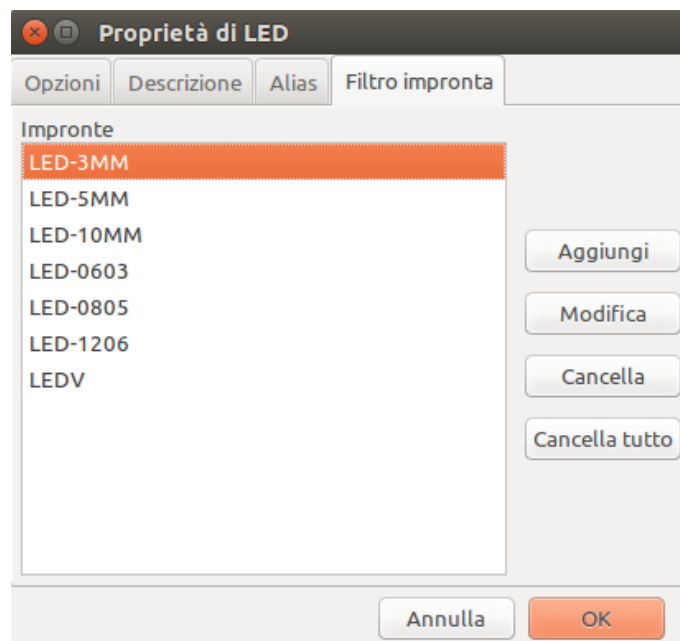 Proprietà di LED
Opzioni Descrizione Alias Filtro impronta
Impronte
LED-3MM
LED-5MM
LED-10MM
LED-0603
LED-0805
LED-1206
LEDV
Aggiungi
Modifica
Cancella
Cancella tutto
Annulla OK